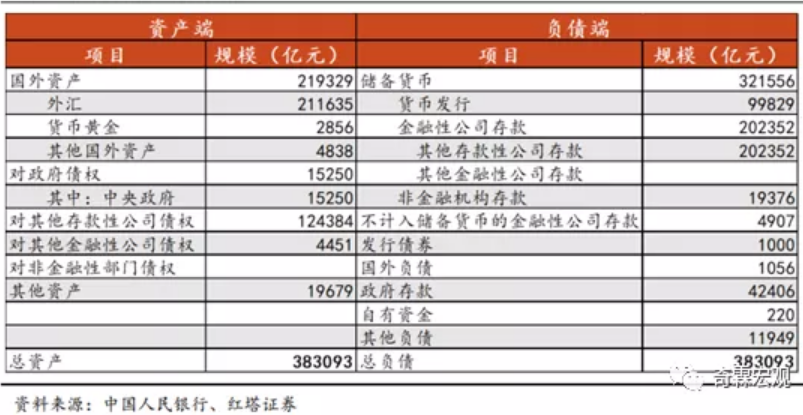 资产端 负债端
项目 规模（亿元） 项目 规模（亿元）
国外资产 219329 储备货币 321556
外汇 211635 货币发行 99829
货币黄金 2856 金融性公司存款 202352
其他国外资产 4838 其他存款性公司存款 202352
对政府债权 15250 其他金融性公司存款
其中：中央政府 15250 非金融机构存款 19376
对其他存款性公司债权 124384 不计入储备货币的金融性公司存款 4907
对其他金融性公司债权 4451 发行债券 1000
对非金融性部门债权 国外负债 1056
其他资产 19679 政府存款 42406
自有资金 220
其他负债 11949
总资产 383093 总负债 383093
奇霖宏观
资料来源：中国人民银行、红塔证券